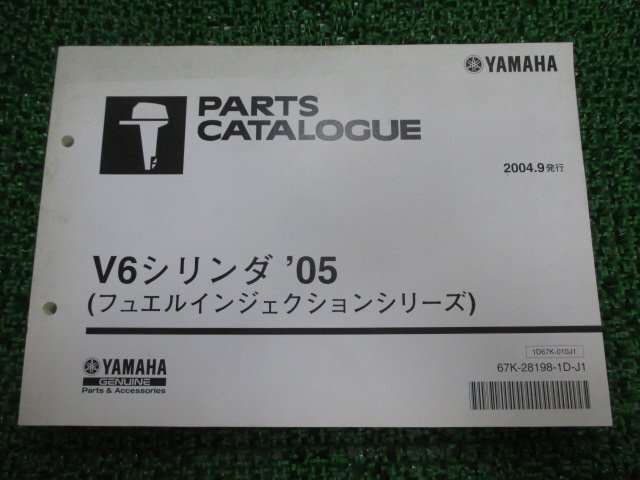 YAMAHA
PARTS
CATALOGUE
2004.9発行
V6シリンダ ’05
(フュエルインジェクションシリーズ)
YAMAHA
GENUINE
Parts & Accessories
1D67K-010J1
67K-28198-1D-J1